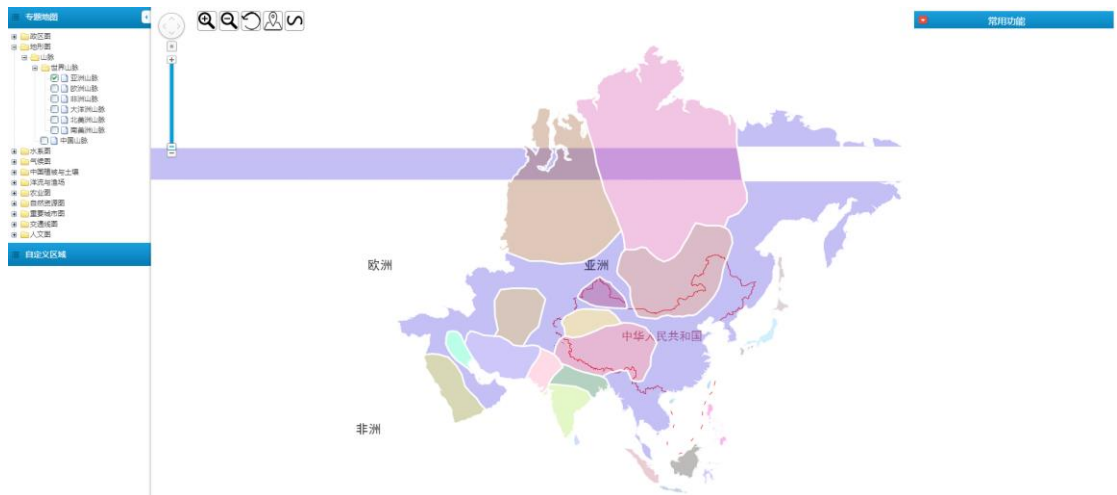 专题地图
政区图
地形图
山脉
世界山脉
亚洲山脉
欧洲山脉
非洲山脉
大洋洲山脉
北美洲山脉
南美洲山脉
中国山脉
水系图
气候图
中国植被与土壤
洋流与渔场
农业图
自然资源图
重要城市图
交通线图
人文图
自定义区域
常用功能
欧洲
亚洲
中华人民共和国
非洲